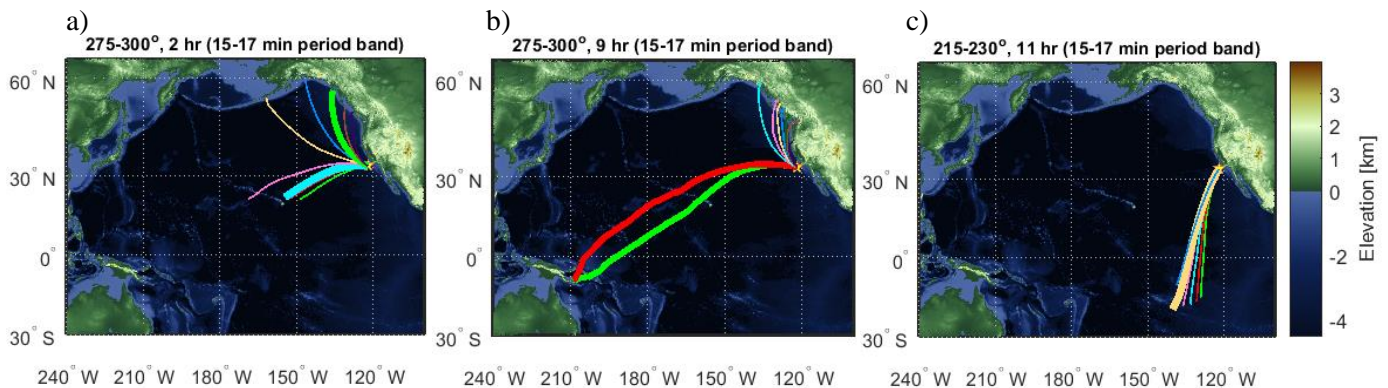 a)
275-300°, 2 hr (15-17 min period band)
60° N
30° N
0°
30° S
240° W 210° W 180° W 150° W 120° W
b)
275-300°, 9 hr (15-17 min period band)
60° N
30° N
0°
30° S
240° W 210° W 180° W 150° W 120° W
c)
215-230°, 11 hr (15-17 min period band)
60° N
30° N
0°
30° S
240° W 210° W 180° W 150° W 120° W
3
2
1
0
-2
-4
Elevation [km]